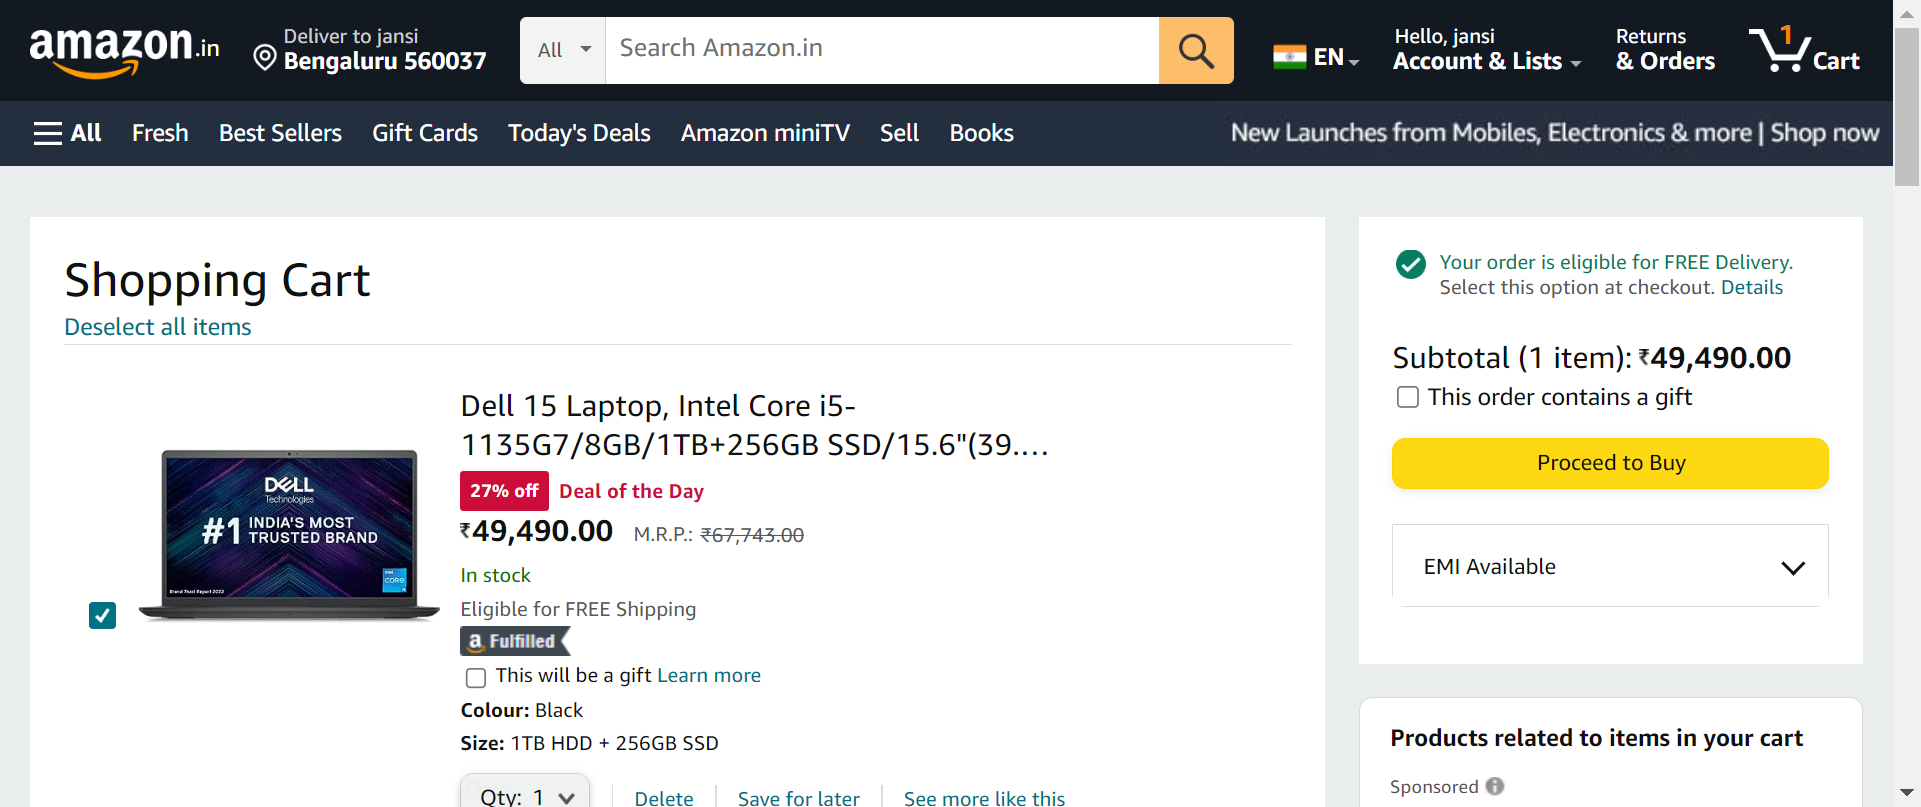 amazon.in
Deliver to jansi
Bengaluru 560037
All
Search Amazon.in
EN
Hello, jansi
Account & Lists
Returns
& Orders
1
Cart
All
Fresh
Best Sellers
Gift Cards
Today's Deals
Amazon miniTV
Sell
Books
New Launches from Mobiles, Electronics & more | Shop now
Shopping Cart
Deselect all items
DELL
Technologies
#1 INDIA'S MOST
TRUSTED BRAND
intel
CORE
i5
Brand Trust Report 2023
Dell 15 Laptop, Intel Core i5-
1135G7/8GB/1TB+256GB SSD/15.6"(39.…
27% off Deal of the Day
₹49,490.00 M.R.P.: ₹67,743.00
In stock
Eligible for FREE Shipping
a Fulfilled
This will be a gift Learn more
Colour: Black
Size: 1TB HDD + 256GB SSD
Qty: 1
Delete
Save for later
See more like this
Your order is eligible for FREE Delivery.
Select this option at checkout. Details
Subtotal (1 item): ₹49,490.00
This order contains a gift
Proceed to Buy
EMI Available
Products related to items in your cart
Sponsored